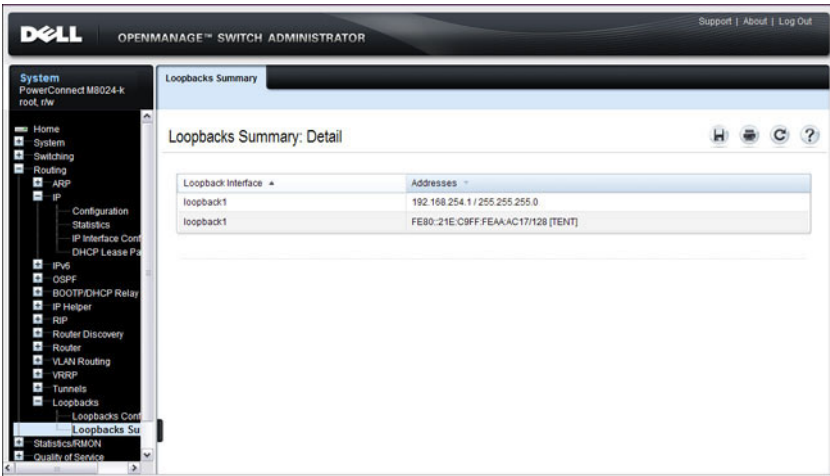 Support | About | Log Out
DELL OPENMANAGE™ SWITCH ADMINISTRATOR
System
PowerConnect M8024-k
root, r/w
Home
System
Switching
Routing
ARP
IP
Configuration
Statistics
IP Interface Conf
DHCP Lease Pa
IPv6
OSPF
BOOTP/DHCP Relay
IP Helper
RIP
Router Discovery
Router
VLAN Routing
VRRP
Tunnels
Loopbacks
Loopbacks Conf
Loopbacks Su
Statistics/RMON
Quality of Service
Loopbacks Summary
Loopbacks Summary: Detail
Loopback Interface Addresses
loopback1 192.168.254.1 / 255.255.255.0
loopback1 FE80::21E:C9FF:FEAA:AC17/128 [TENT]